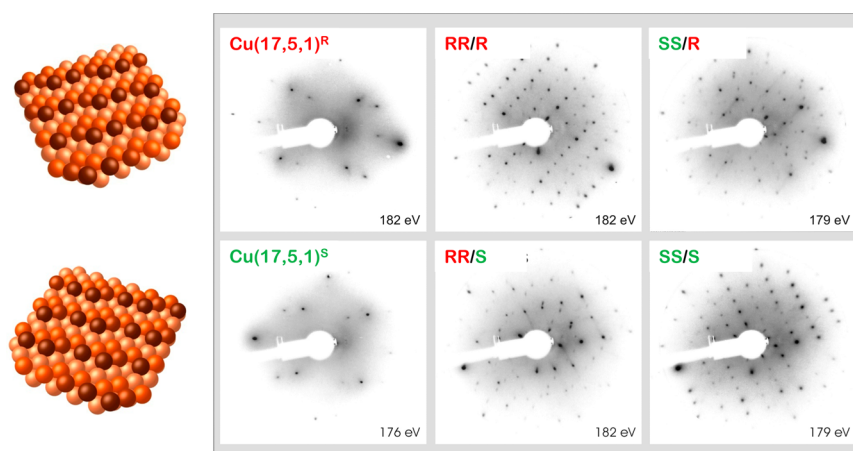 Cu(17,5,1)ᴿ
RR/R
SS/R
182 eV
182 eV
179 eV
Cu(17,5,1)ˢ
RR/S
SS/S
176 eV
182 eV
179 eV